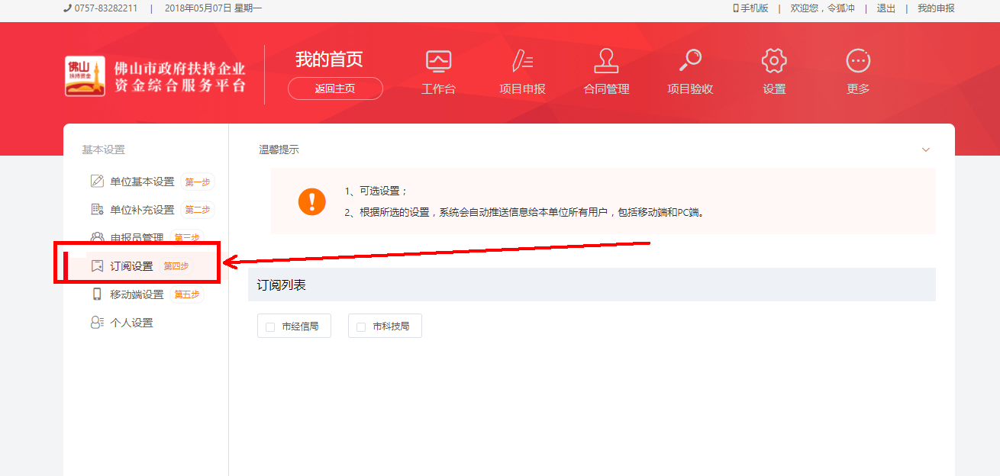 0757-83282211 | 2018年05月07日 星期一
手机版 | 欢迎您，令狐冲 | 退出 | 我的申报
佛山
扶持资金
佛山市政府扶持企业
资金综合服务平台
我的首页
返回主页
工作台
项目申报
合同管理
项目验收
设置
更多
基本设置
单位基本设置 第一步
单位补充设置 第二步
申报员管理 第三步
订阅设置 第四步
移动端设置 第五步
个人设置
温馨提示
1、可选设置；
2、根据所选的设置，系统会自动推送信息给本单位所有用户，包括移动端和PC端。
订阅列表
市经信局
市科技局